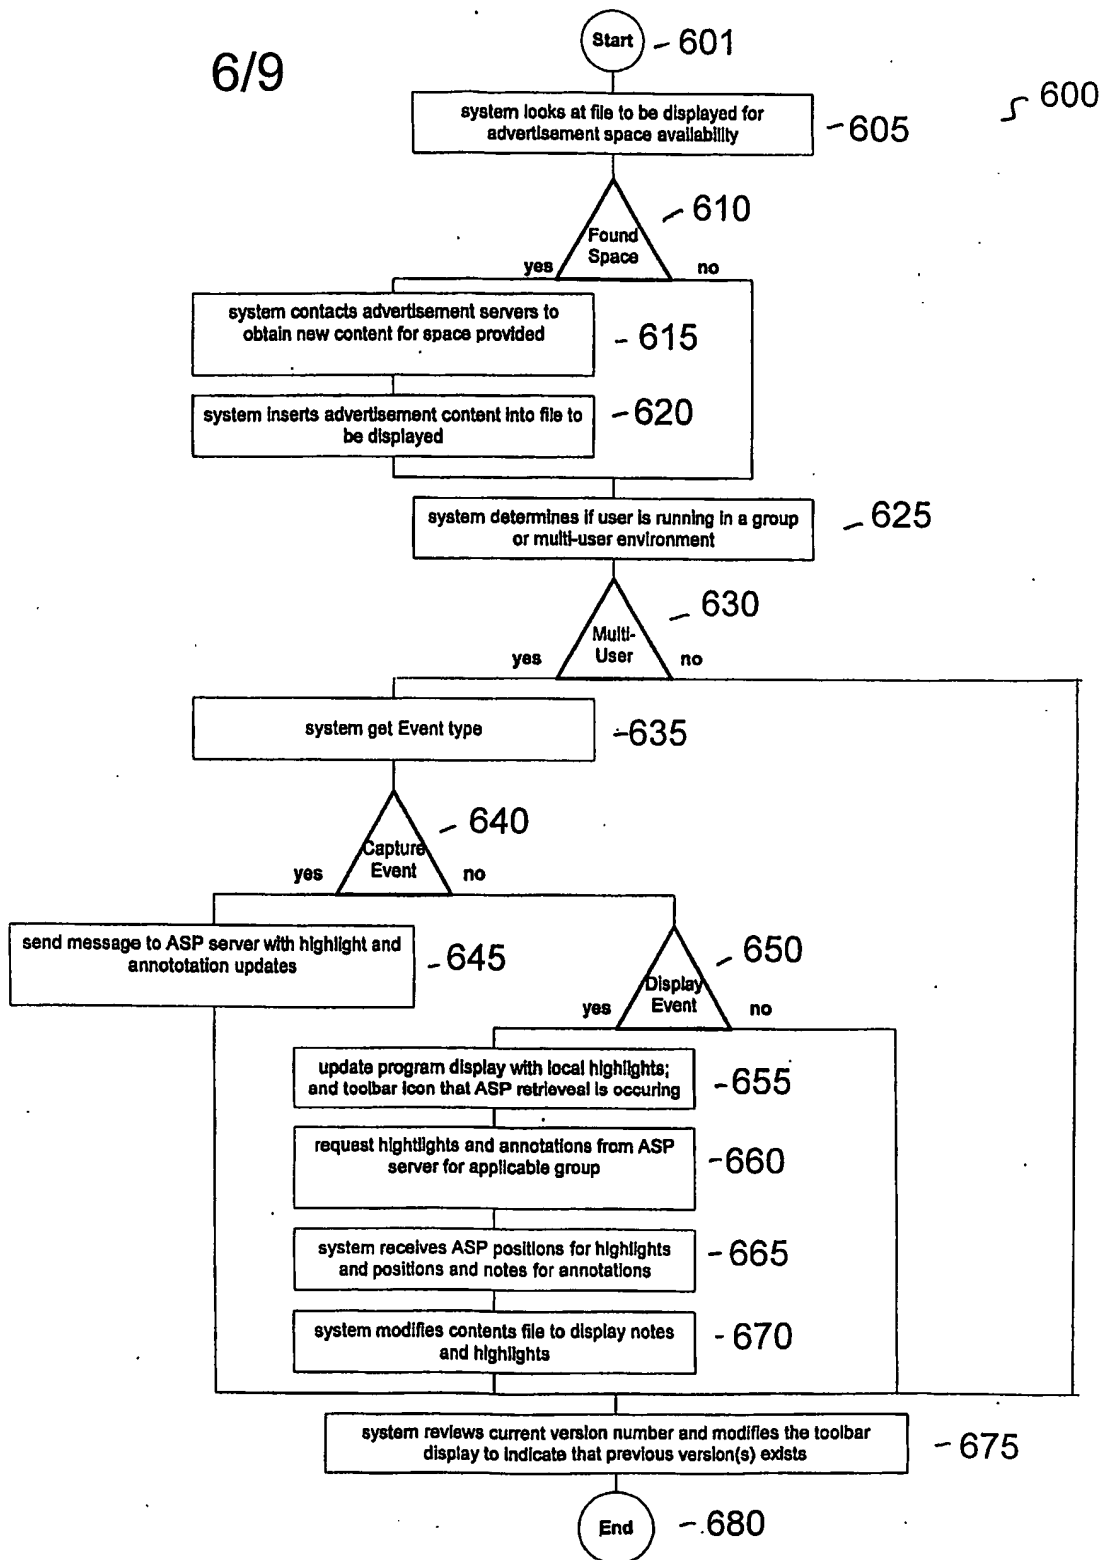 6/9
Start
601
600
system looks at file to be displayed for
advertisement space availability
605
610
Found
Space
yes
no
system contacts advertisement servers to
obtain new content for space provided
615
system inserts advertisement content into file to
be displayed
620
system determines if user is running in a group
or multi-user environment
625
630
Multi-
User
yes
no
system get Event type
635
640
Capture
Event
yes
no
send message to ASP server with highlight and
annototation updates
645
650
Display
Event
yes
no
update program display with local highlights;
and toolbar icon that ASP retrieveal is occuring
655
request hightlights and annotations from ASP
server for applicable group
660
system receives ASP positions for highlights
and positions and notes for annotations
665
system modifies contents file to display notes
and highlights
670
system reviews current version number and modifies the toolbar
display to indicate that previous version(s) exists
675
End
680